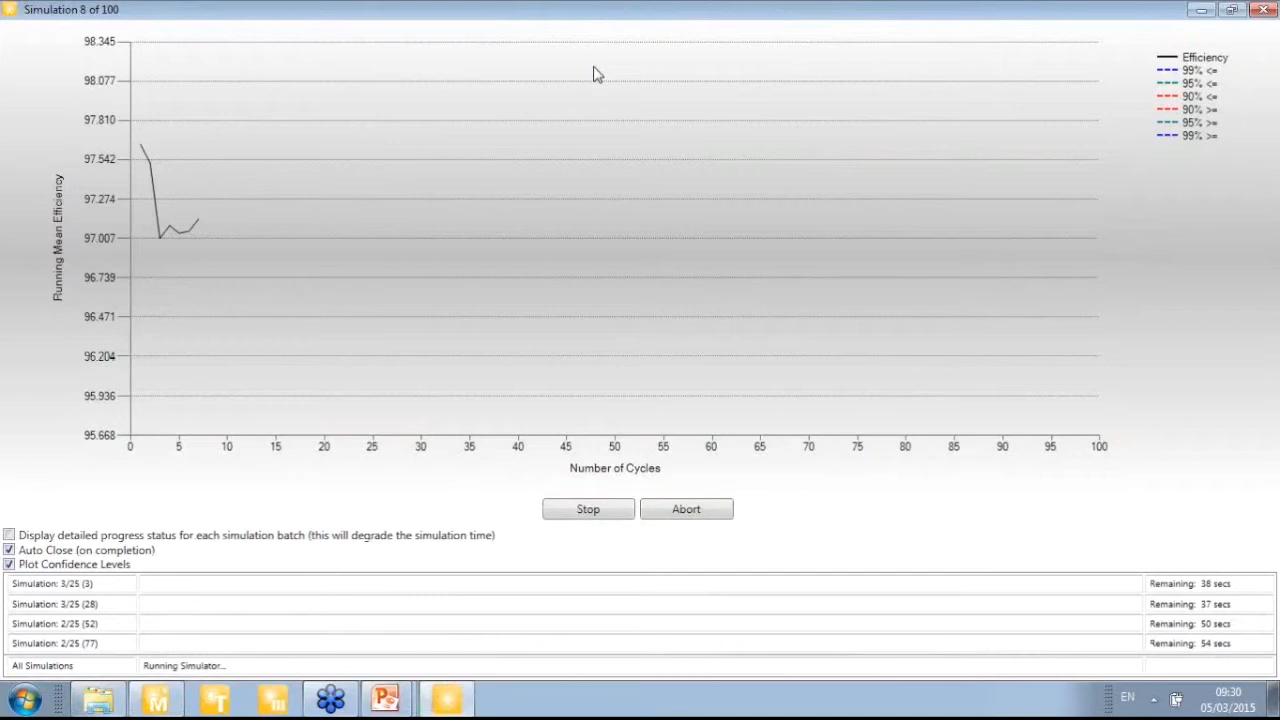 Simulation 8 of 100
98.345
98.077
97.810
97.542
97.274
97.007
96.739
96.471
96.204
95.936
95.668
Running Mean Efficiency
0 5 10 15 20 25 30 35 40 45 50 55 60 65 70 75 80 85 90 95 100
Number of Cycles
Efficiency
99% <=
95% <=
90% <=
90% >=
95% >=
99% >=
Stop Abort
Display detailed progress status for each simulation batch (this will degrade the simulation time)
Auto Close (on completion)
Plot Confidence Levels
Simulation: 3/25 (3) Remaining: 38 secs
Simulation: 3/25 (28) Remaining: 37 secs
Simulation: 2/25 (52) Remaining: 50 secs
Simulation: 2/25 (77) Remaining: 54 secs
All Simulations Running Simulator...
M T m P EN 09:30
05/03/2015